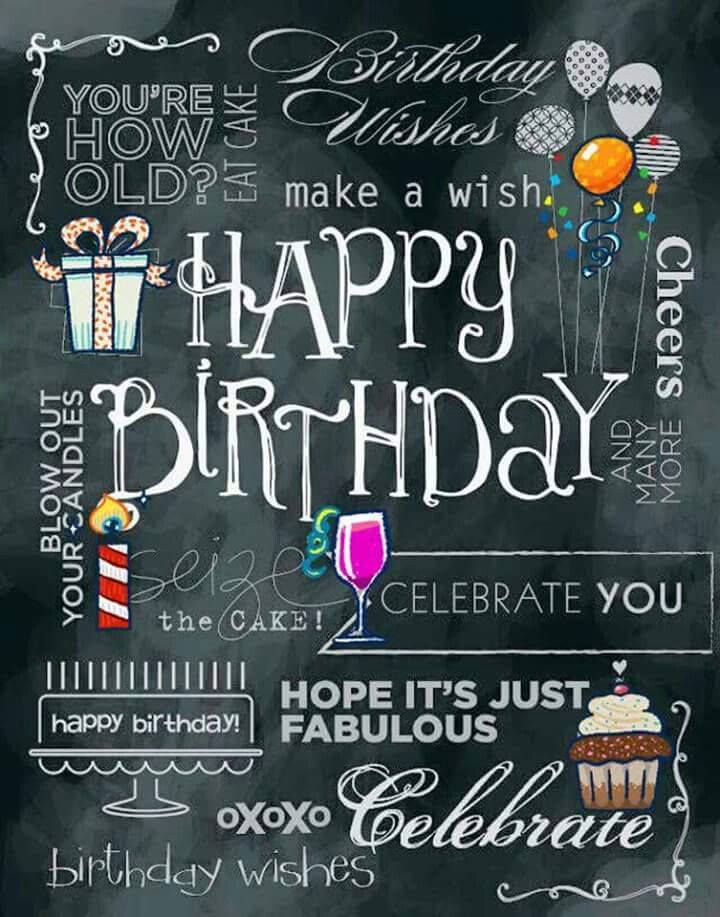 YOU'RE
HOW
OLD?
EAT CAKE
Birthday
Wishes
make a wish
HAPPY
BIRTHDAY
Cheers
AND
MANY
MORE
BLOW OUT
YOUR CANDLES
seize
the CAKE!
CELEBRATE YOU
happy birthday!
HOPE IT'S JUST
FABULOUS
oXoXo
Celebrate
birthday wishes